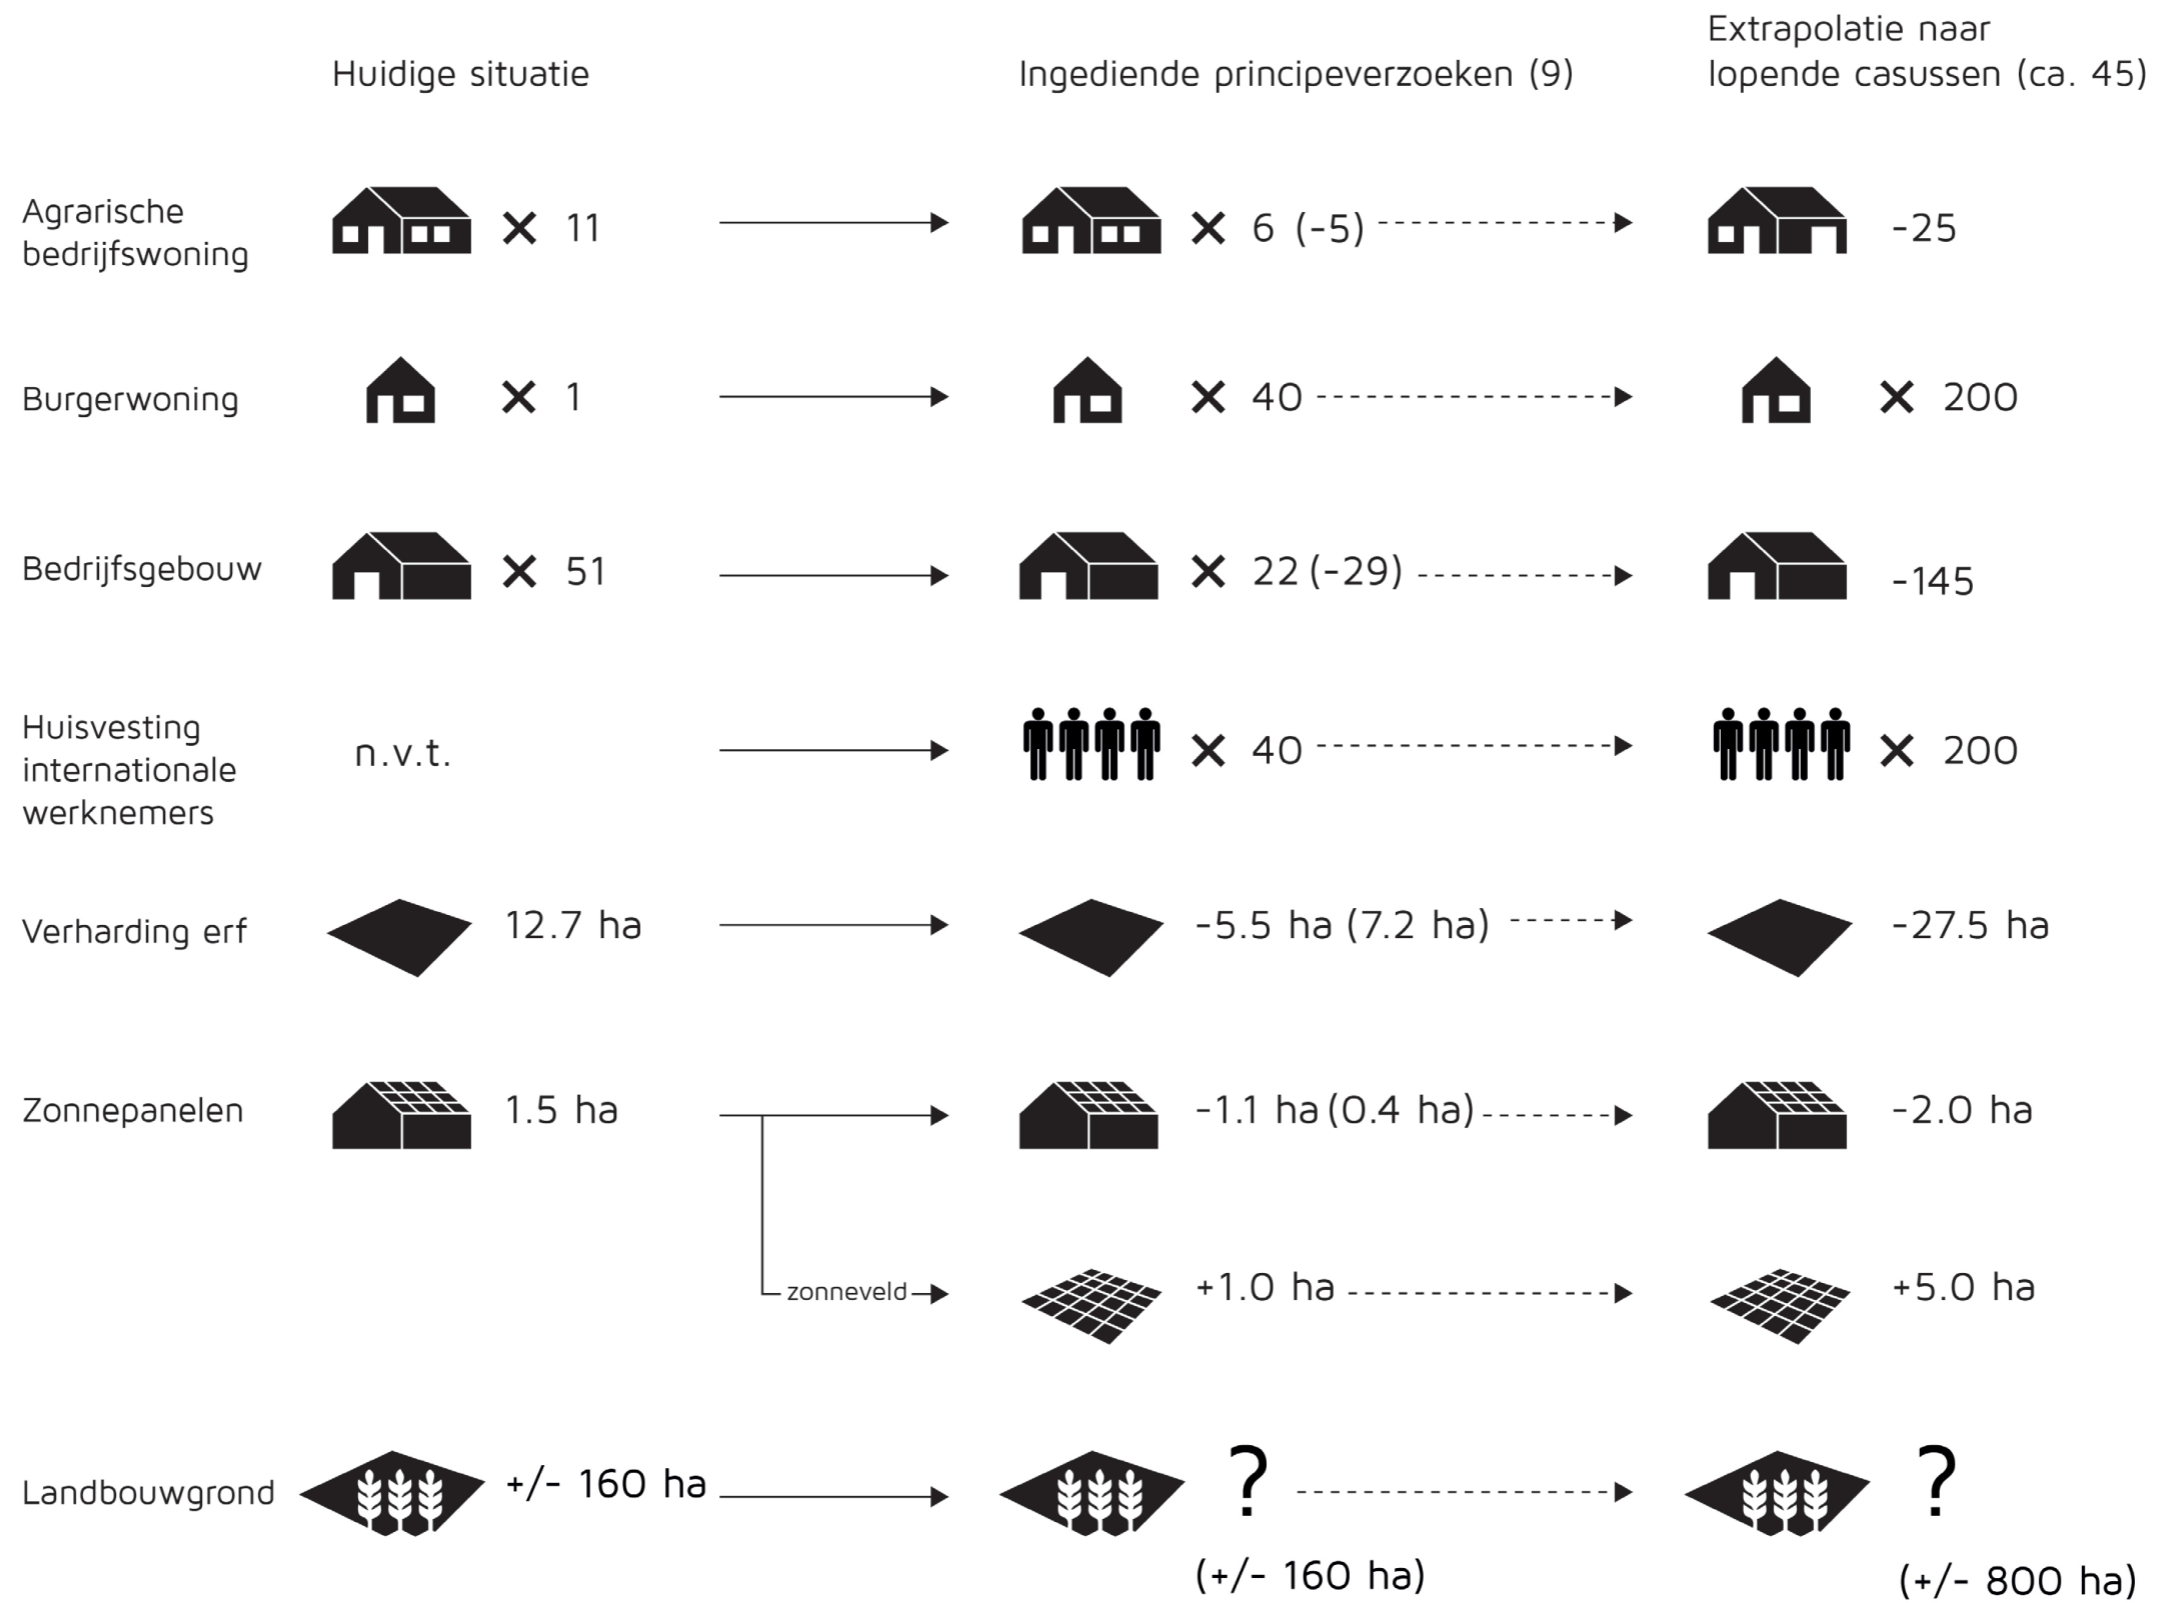 Huidige situatie
Ingediende principeverzoeken (9)
Extrapolatie naar
lopende casussen (ca. 45)
Agrarische
bedrijfswoning
× 11
× 6 (-5)
-25
Burgerwoning
× 1
× 40
× 200
Bedrijfsgebouw
× 51
× 22 (-29)
-145
Huisvesting
internationale
werknemers
n.v.t.
× 40
× 200
Verharding erf
12.7 ha
-5.5 ha (7.2 ha)
-27.5 ha
Zonnepanelen
1.5 ha
-1.1 ha (0.4 ha)
-2.0 ha
zonneveld
+1.0 ha
+5.0 ha
Landbouwgrond
+/- 160 ha
?
(+/- 160 ha)
?
(+/- 800 ha)